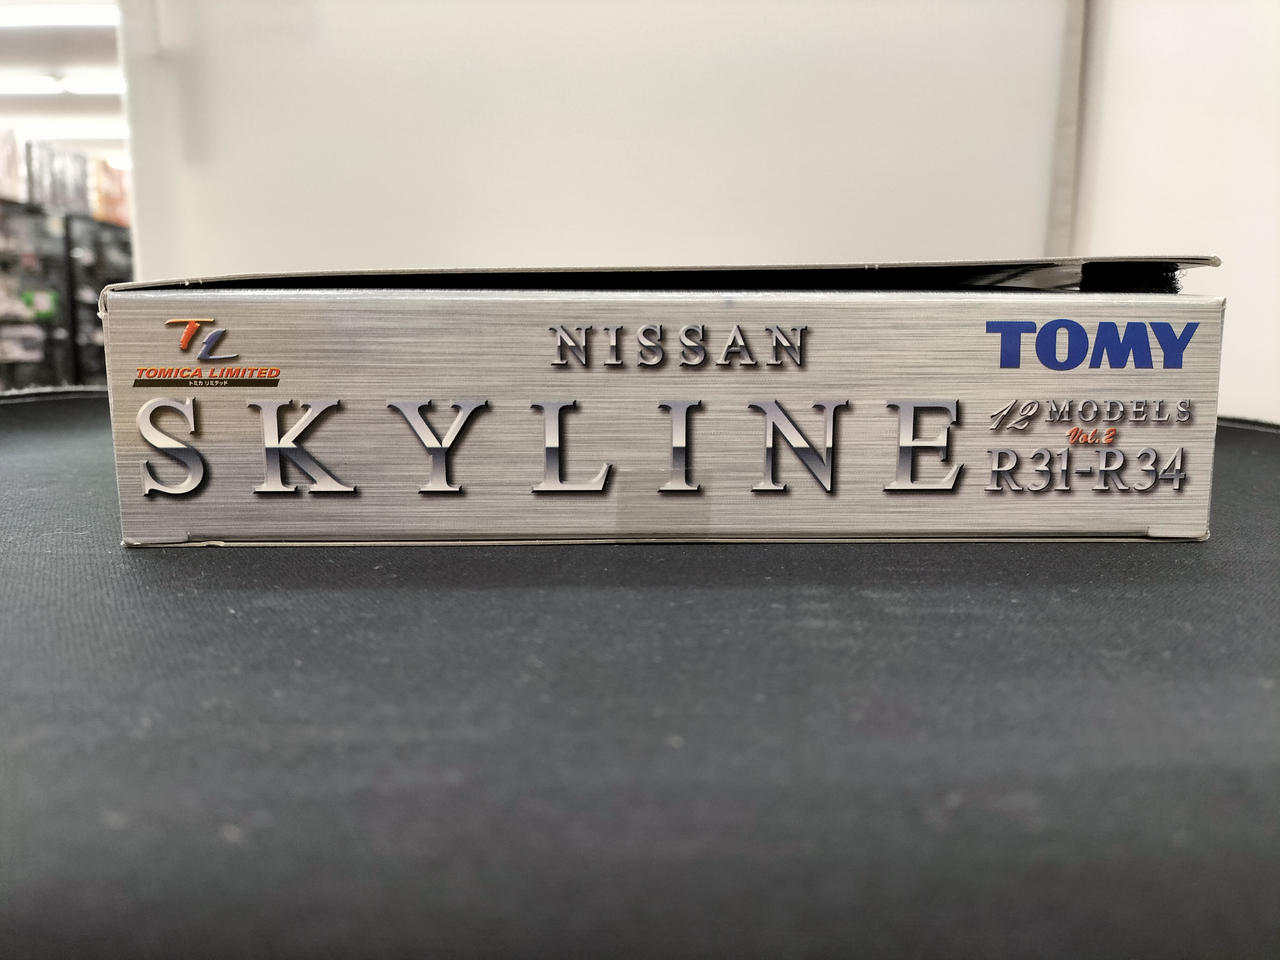 TL
TOMICA LIMITED
トミカ リミテッド
NISSAN
TOMY
SKYLINE
12 MODELS
Vol.2
R31-R34